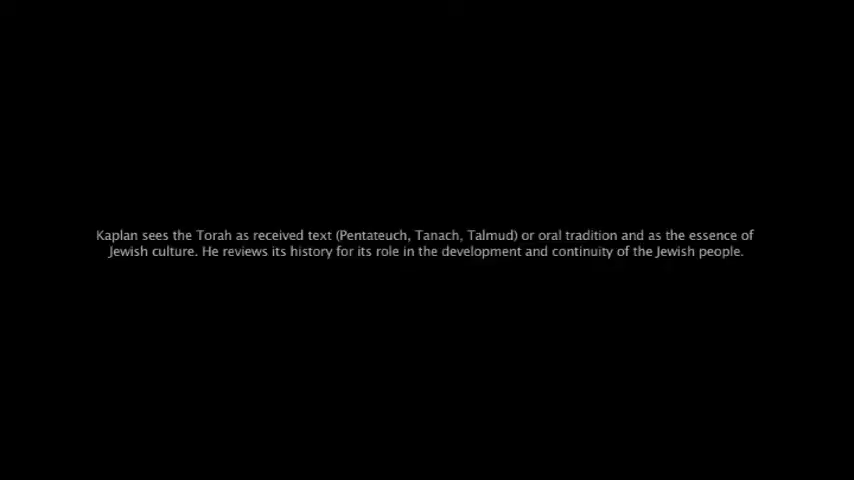 Kaplan sees the Torah as received text (Pentateuch, Tanach, Talmud) or oral tradition and as the essence of
Jewish culture. He reviews its history for its role in the development and continuity of the Jewish people.